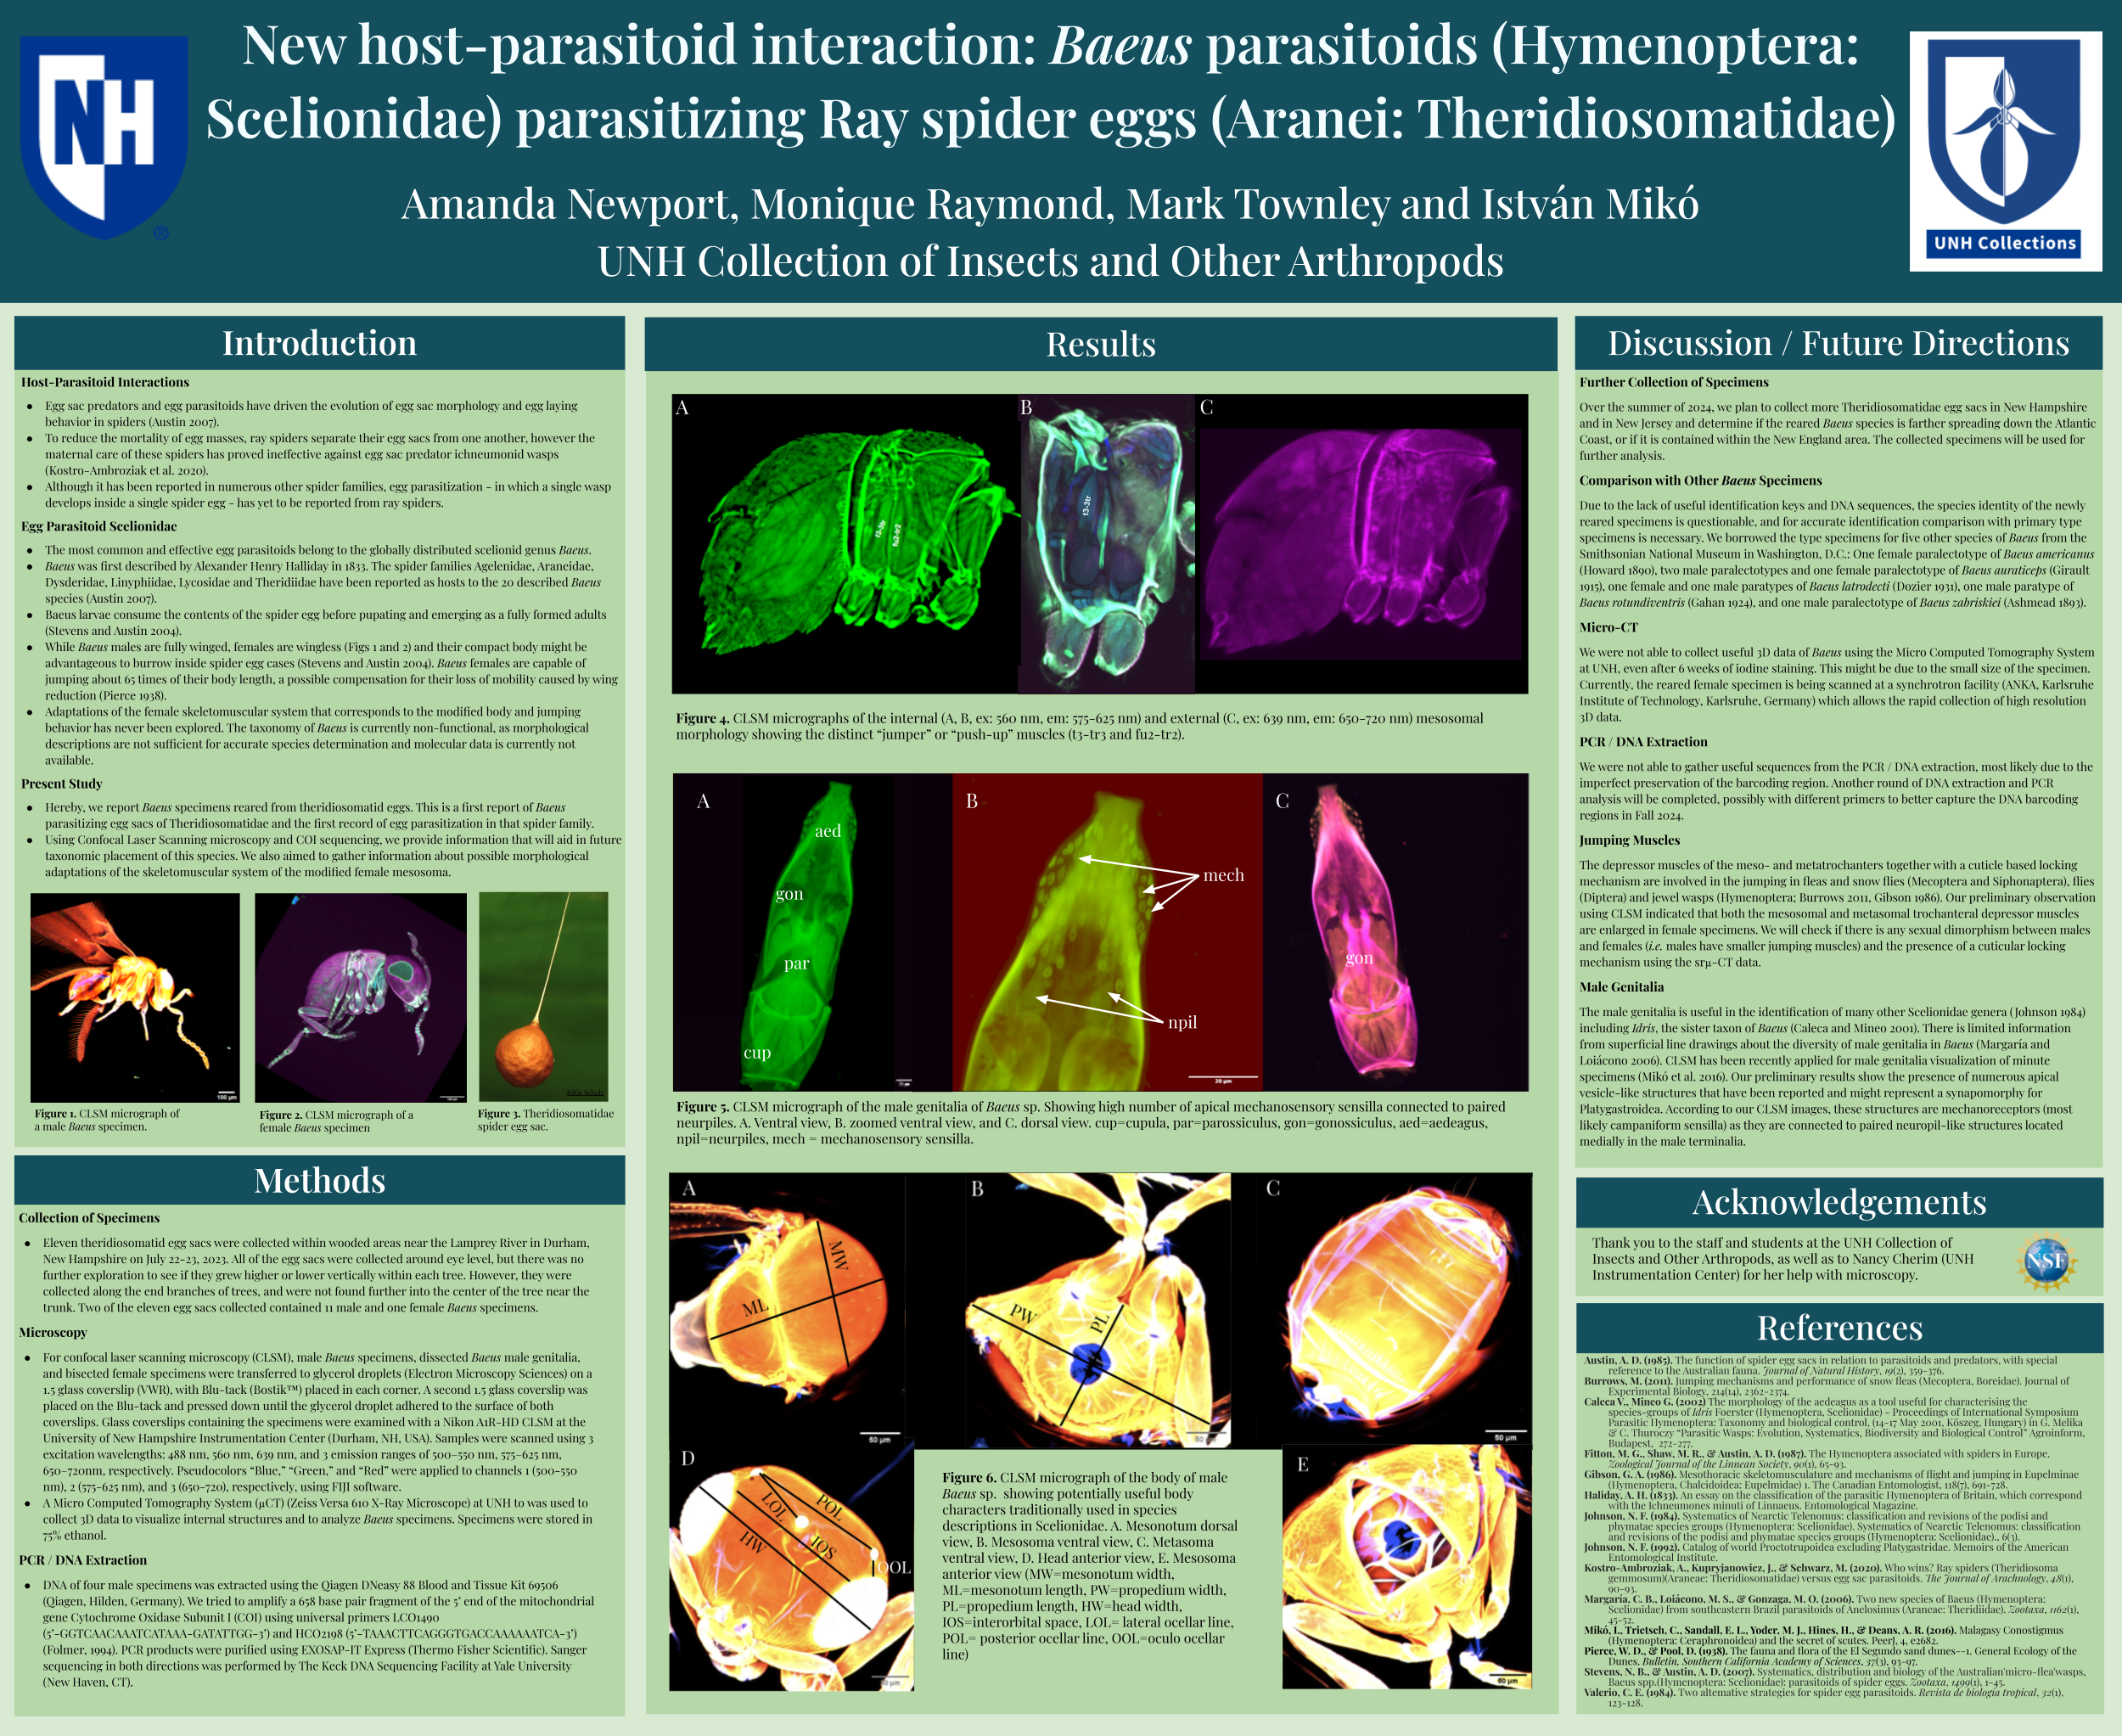 New host-parasitoid interaction: Baeus parasitoids (Hymenoptera:
Scelionidae) parasitizing Ray spider eggs (Aranei: Theridiosomatidae)
Amanda Newport, Monique Raymond, Mark Townley and István Mikó
UNH Collection of Insects and Other Arthropods
NH
®
UNH Collections
Introduction
Host-Parasitoid Interactions
● Egg sac predators and egg parasitoids have driven the evolution of egg sac morphology and egg laying
behavior in spiders (Austin 2007).
● To reduce the mortality of egg masses, ray spiders separate their egg sacs from one another, however the
maternal care of these spiders has proved ineffective against egg sac predator ichneumonid wasps
(Kostro-Ambroziak et al. 2020).
● Although it has been reported in numerous other spider families, egg parasitization - in which a single wasp
develops inside a single spider egg - has yet to be reported from ray spiders.
Egg Parasitoid Scelionidae
● The most common and effective egg parasitoids belong to the globally distributed scelionid genus Baeus.
● Baeus was first described by Alexander Henry Halliday in 1833. The spider families Agelenidae, Araneidae,
Dysderidae, Linyphiidae, Lycosidae and Theridiidae have been reported as hosts to the 20 described Baeus
species (Austin 2007).
● Baeus larvae consume the contents of the spider egg before pupating and emerging as a fully formed adults
(Stevens and Austin 2004).
● While Baeus males are fully winged, females are wingless (Figs 1 and 2) and their compact body might be
advantageous to burrow inside spider egg cases (Stevens and Austin 2004). Baeus females are capable of
jumping about 65 times of their body length, a possible compensation for their loss of mobility caused by wing
reduction (Pierce 1938).
● Adaptations of the female skeletomuscular system that corresponds to the modified body and jumping
behavior has never been explored. The taxonomy of Baeus is currently non-functional, as morphological
descriptions are not sufficient for accurate species determination and molecular data is currently not
available.
Present Study
● Hereby, we report Baeus specimens reared from theridiosomatid eggs. This is a first report of Baeus
parasitizing egg sacs of Theridiosomatidae and the first record of egg parasitization in that spider family.
● Using Confocal Laser Scanning microscopy and COI sequencing, we provide information that will aid in future
taxonomic placement of this species. We also aimed to gather information about possible morphological
adaptations of the skeletomuscular system of the modified female mesosoma.
100 µm
Figure 1. CLSM micrograph of
a male Baeus specimen.
Figure 2. CLSM micrograph of a
female Baeus specimen
Figure 3. Theridiosomatidae
spider egg sac.
Methods
Collection of Specimens
● Eleven theridiosomatid egg sacs were collected within wooded areas near the Lamprey River in Durham,
New Hampshire on July 22-23, 2023. All of the egg sacs were collected around eye level, but there was no
further exploration to see if they grew higher or lower vertically within each tree. However, they were
collected along the end branches of trees, and were not found further into the center of the tree near the
trunk. Two of the eleven egg sacs collected contained 11 male and one female Baeus specimens.
Microscopy
● For confocal laser scanning microscopy (CLSM), male Baeus specimens, dissected Baeus male genitalia,
and bisected female specimens were transferred to glycerol droplets (Electron Microscopy Sciences) on a
1.5 glass coverslip (VWR), with Blu-tack (Bostik™) placed in each corner. A second 1.5 glass coverslip was
placed on the Blu-tack and pressed down until the glycerol droplet adhered to the surface of both
coverslips. Glass coverslips containing the specimens were examined with a Nikon A1R-HD CLSM at the
University of New Hampshire Instrumentation Center (Durham, NH, USA). Samples were scanned using 3
excitation wavelengths: 488 nm, 560 nm, 639 nm, and 3 emission ranges of 500–550 nm, 575–625 nm,
650–720nm, respectively. Pseudocolors “Blue,” “Green,” and “Red” were applied to channels 1 (500-550
nm), 2 (575-625 nm), and 3 (650-720), respectively, using FIJI software.
● A Micro Computed Tomography System (µCT) (Zeiss Versa 610 X-Ray Microscope) at UNH to was used to
collect 3D data to visualize internal structures and to analyze Baeus specimens. Specimens were stored in
75% ethanol.
PCR / DNA Extraction
● DNA of four male specimens was extracted using the Qiagen DNeasy 88 Blood and Tissue Kit 69506
(Qiagen, Hilden, Germany). We tried to amplify a 658 base pair fragment of the 5’ end of the mitochondrial
gene Cytochrome Oxidase Subunit I (COI) using universal primers LCO1490
(5’-GGTCAACAAATCATAAA-GATATTGG-3’) and HCO2198 (5’-TAAACTTCAGGGTGACCAAAAAATCA-3’)
(Folmer, 1994). PCR products were purified using EXOSAP-IT Express (Thermo Fisher Scientific). Sanger
sequencing in both directions was performed by The Keck DNA Sequencing Facility at Yale University
(New Haven, CT).
Results
A
B
C
t3-3tr
fu2-tr2
t3-3tr
Figure 4. CLSM micrographs of the internal (A, B, ex: 560 nm, em: 575-625 nm) and external (C, ex: 639 nm, em: 650-720 nm) mesosomal
morphology showing the distinct “jumper” or “push-up” muscles (t3-tr3 and fu2-tr2).
A
B
C
aed
gon
par
cup
mech
npil
gon
20 µm
Figure 5. CLSM micrograph of the male genitalia of Baeus sp. Showing high number of apical mechanosensory sensilla connected to paired
neurpiles. A. Ventral view, B. zoomed ventral view, and C. dorsal view. cup=cupula, par=parossiculus, gon=gonossiculus, aed=aedeagus,
npil=neurpiles, mech = mechanosensory sensilla.
A
MW
ML
50 µm
B
PW
PL
50 µm
C
50 µm
D
LOL
POL
IOS
HW
OOL
50 µm
E
50 µm
Figure 6. CLSM micrograph of the body of male
Baeus sp. showing potentially useful body
characters traditionally used in species
descriptions in Scelionidae. A. Mesonotum dorsal
view, B. Mesosoma ventral view, C. Metasoma
ventral view, D. Head anterior view, E. Mesosoma
anterior view (MW=mesonotum width,
ML=mesonotum length, PW=propedium width,
PL=propedium length, HW=head width,
IOS=interorbital space, LOL= lateral ocellar line,
POL= posterior ocellar line, OOL=oculo ocellar
line)
Discussion / Future Directions
Further Collection of Specimens
Over the summer of 2024, we plan to collect more Theridiosomatidae egg sacs in New Hampshire
and in New Jersey and determine if the reared Baeus species is farther spreading down the Atlantic
Coast, or if it is contained within the New England area. The collected specimens will be used for
further analysis.
Comparison with Other Baeus Specimens
Due to the lack of useful identification keys and DNA sequences, the species identity of the newly
reared specimens is questionable, and for accurate identification comparison with primary type
specimens is necessary. We borrowed the type specimens for five other species of Baeus from the
Smithsonian National Museum in Washington, D.C.: One female paralectotype of Baeus americanus
(Howard 1890), two male paralectotypes and one female paralectotype of Baeus auraticeps (Girault
1915), one female and one male paratypes of Baeus latrodecti (Dozier 1931), one male paratype of
Baeus rotundiventris (Gahan 1924), and one male paralectotype of Baeus zabriskiei (Ashmead 1893).
Micro-CT
We were not able to collect useful 3D data of Baeus using the Micro Computed Tomography System
at UNH, even after 6 weeks of iodine staining. This might be due to the small size of the specimen.
Currently, the reared female specimen is being scanned at a synchrotron facility (ANKA, Karlsruhe
Institute of Technology, Karlsruhe, Germany) which allows the rapid collection of high resolution
3D data.
PCR / DNA Extraction
We were not able to gather useful sequences from the PCR / DNA extraction, most likely due to the
imperfect preservation of the barcoding region. Another round of DNA extraction and PCR
analysis will be completed, possibly with different primers to better capture the DNA barcoding
regions in Fall 2024.
Jumping Muscles
The depressor muscles of the meso- and metatrochanters together with a cuticle based locking
mechanism are involved in the jumping in fleas and snow flies (Mecoptera and Siphonaptera), flies
(Diptera) and jewel wasps (Hymenoptera; Burrows 2011, Gibson 1986). Our preliminary observation
using CLSM indicated that both the mesosomal and metasomal trochanteral depressor muscles
are enlarged in female specimens. We will check if there is any sexual dimorphism between males
and females (i.e. males have smaller jumping muscles) and the presence of a cuticular locking
mechanism using the srµ-CT data.
Male Genitalia
The male genitalia is useful in the identification of many other Scelionidae genera (Johnson 1984)
including Idris, the sister taxon of Baeus (Caleca and Mineo 2001). There is limited information
from superficial line drawings about the diversity of male genitalia in Baeus (Margaría and
Loiácono 2006). CLSM has been recently applied for male genitalia visualization of minute
specimens (Mikó et al. 2016). Our preliminary results show the presence of numerous apical
vesicle-like structures that have been reported and might represent a synapomorphy for
Platygastroidea. According to our CLSM images, these structures are mechanoreceptors (most
likely campaniform sensilla) as they are connected to paired neuropil-like structures located
medially in the male terminalia.
Acknowledgements
Thank you to the staff and students at the UNH Collection of
Insects and Other Arthropods, as well as to Nancy Cherim (UNH
Instrumentation Center) for her help with microscopy.
NSF
References
Austin, A. D. (1985). The function of spider egg sacs in relation to parasitoids and predators, with special
reference to the Australian fauna. Journal of Natural History, 19(2), 359-376.
Burrows, M. (2011). Jumping mechanisms and performance of snow fleas (Mecoptera, Boreidae). Journal of
Experimental Biology, 214(14), 2362-2374.
Caleca V., Mineo G. (2002) The morphology of the aedeagus as a tool useful for characterising the
species-groups of Idris Foerster (Hymenoptera, Scelionidae) - Proceedings of International Symposium
Parasitic Hymenoptera: Taxonomy and biological control, (14-17 May 2001, Köszeg, Hungary) in G. Melika
& C. Thuroczy “Parasitic Wasps: Evolution, Systematics, Biodiversity and Biological Control” Agroinform,
Budapest, 272-277.
Fitton, M. G., Shaw, M. R., & Austin, A. D. (1987). The Hymenoptera associated with spiders in Europe.
Zoological Journal of the Linnean Society, 90(1), 65-93.
Gibson, G. A. (1986). Mesothoracic skeletomusculature and mechanisms of flight and jumping in Eupelminae
(Hymenoptera, Chalcidoidea: Eupelmidae) 1. The Canadian Entomologist, 118(7), 691-728.
Haliday, A. H. (1833). An essay on the classification of the parasitic Hymenoptera of Britain, which correspond
with the Ichneumones minuti of Linnaeus. Entomological Magazine.
Johnson, N. F. (1984). Systematics of Nearctic Telenomus: classification and revisions of the podisi and
phymatae species groups (Hymenoptera: Scelionidae). Systematics of Nearctic Telenomus: classification
and revisions of the podisi and phymatae species groups (Hymenoptera: Scelionidae)., 6(3).
Johnson, N. F. (1992). Catalog of world Proctotrupoidea excluding Platygastridae. Memoirs of the American
Entomological Institute.
Kostro-Ambroziak, A., Kupryjanowicz, J., & Schwarz, M. (2020). Who wins? Ray spiders (Theridiosoma
gemmosum)(Araneae: Theridiosomatidae) versus egg sac parasitoids. The Journal of Arachnology, 48(1),
90-93.
Margaría, C. B., Loiácono, M. S., & Gonzaga, M. O. (2006). Two new species of Baeus (Hymenoptera:
Scelionidae) from southeastern Brazil parasitoids of Anelosimus (Araneae: Theridiidae). Zootaxa, 1162(1),
45–52.
Mikó, I., Trietsch, C., Sandall, E. L., Yoder, M. J., Hines, H., & Deans, A. R. (2016). Malagasy Conostigmus
(Hymenoptera: Ceraphronoidea) and the secret of scutes. PeerJ, 4, e2682.
Pierce, W. D., & Pool, D. (1938). The fauna and flora of the El Segundo sand dunes--1. General Ecology of the
Dunes. Bulletin, Southern California Academy of Sciences, 37(3), 93-97.
Stevens, N. B., & Austin, A. D. (2007). Systematics, distribution and biology of the Australian'micro-flea'wasps,
Baeus spp.(Hymenoptera: Scelionidae): parasitoids of spider eggs. Zootaxa, 1499(1), 1-45.
Valerio, C. E. (1984). Two alternative strategies for spider egg parasitoids. Revista de biología tropical, 32(1),
123-128.